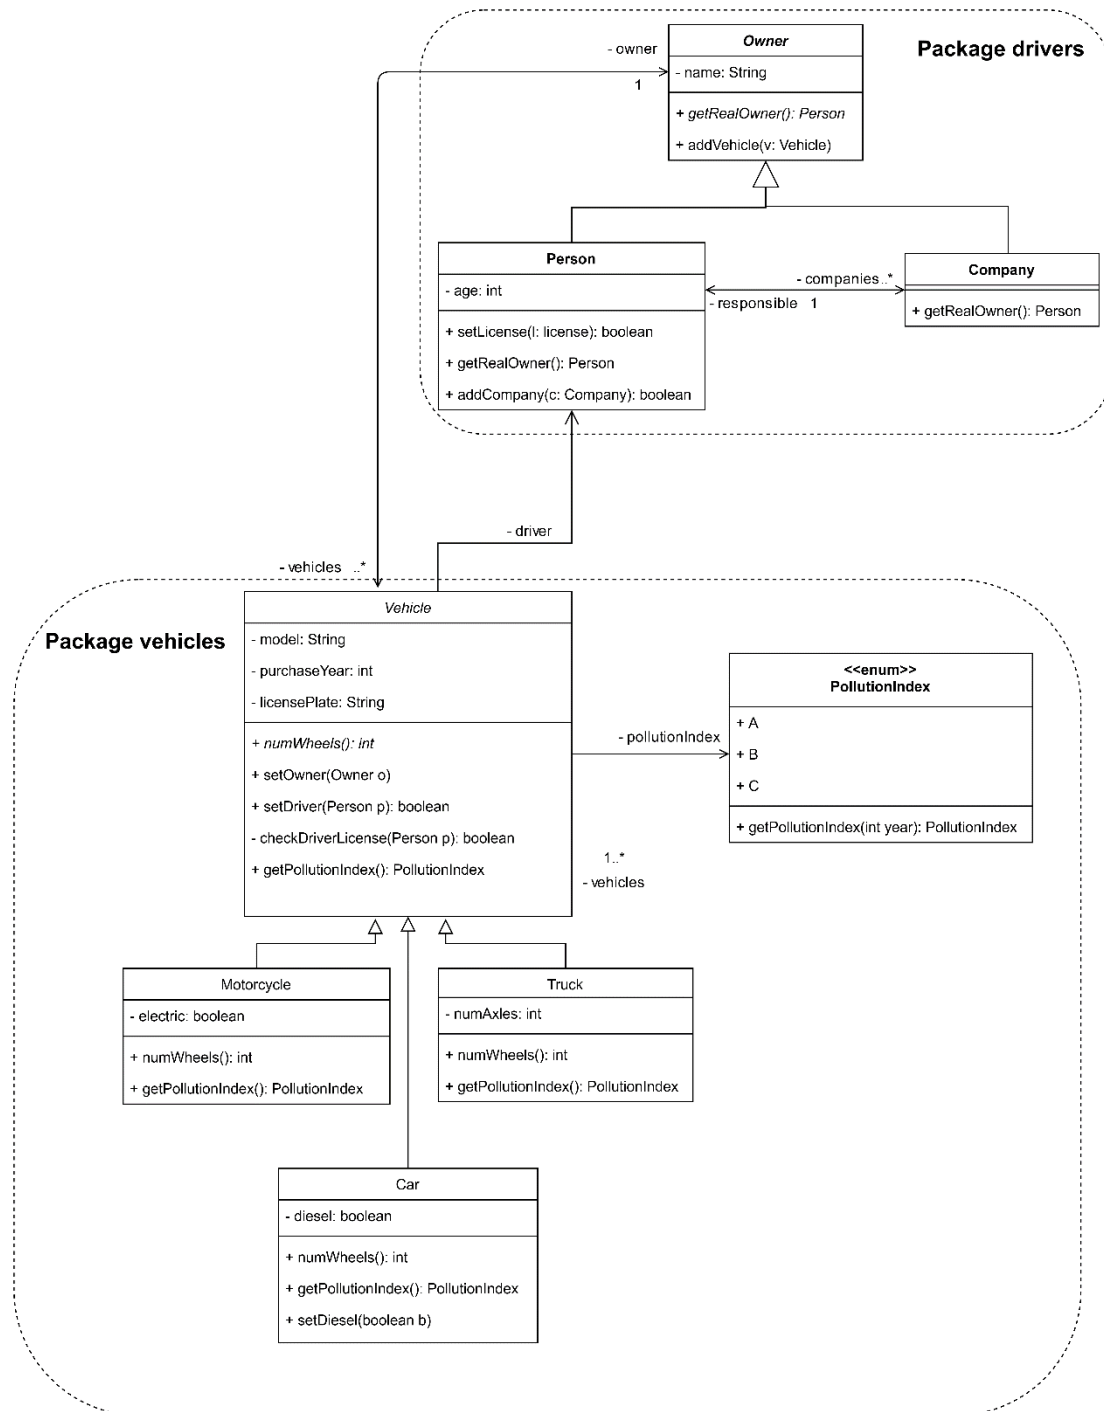 Package drivers
- owner
1
Owner
- name: String
+ getRealOwner(): Person
+ addVehicle(v: Vehicle)
Person
- age: int
+ setLicense(l: license): boolean
+ getRealOwner(): Person
+ addCompany(c: Company): boolean
- companies..*
- responsible 1
Company
+ getRealOwner(): Person
- driver
- vehicles ..*
Package vehicles
Vehicle
- model: String
- purchaseYear: int
- licensePlate: String
+ numWheels(): int
+ setOwner(Owner o)
+ setDriver(Person p): boolean
- checkDriverLicense(Person p): boolean
+ getPollutionIndex(): PollutionIndex
- pollutionIndex
<<enum>>
PollutionIndex
+ A
+ B
+ C
+ getPollutionIndex(int year): PollutionIndex
1..*
- vehicles
Motorcycle
- electric: boolean
+ numWheels(): int
+ getPollutionIndex(): PollutionIndex
Truck
- numAxles: int
+ numWheels(): int
+ getPollutionIndex(): PollutionIndex
Car
- diesel: boolean
+ numWheels(): int
+ getPollutionIndex(): PollutionIndex
+ setDiesel(boolean b)